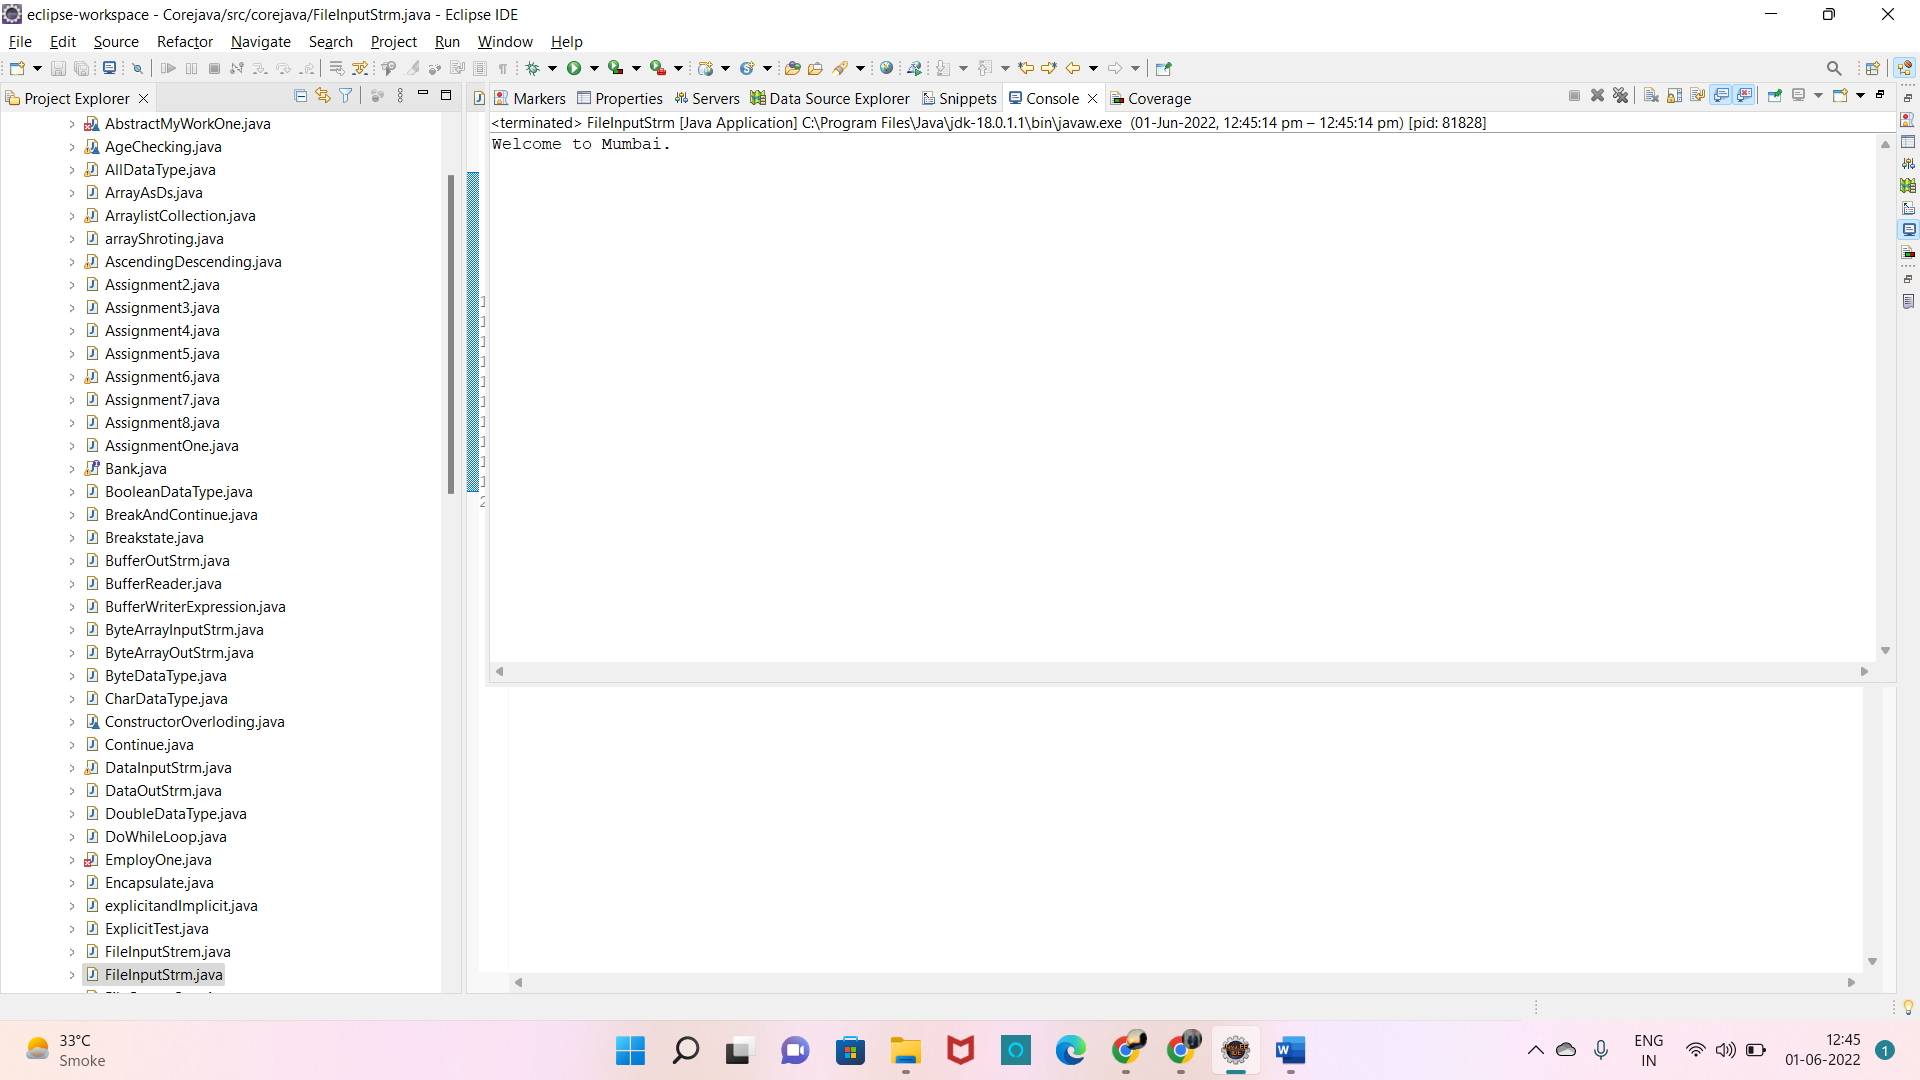 eclipse-workspace - Corejava/src/corejava/FileInputStrm.java - Eclipse IDE
File Edit Source Refactor Navigate Search Project Run Window Help
Project Explorer
Markers Properties Servers Data Source Explorer Snippets Console Coverage
<terminated> FileInputStrm [Java Application] C:\Program Files\Java\jdk-18.0.1.1\bin\javaw.exe (01-Jun-2022, 12:45:14 pm – 12:45:14 pm) [pid: 81828]
Welcome to Mumbai.
AbstractMyWorkOne.java
AgeChecking.java
AllDataType.java
ArrayAsDs.java
ArraylistCollection.java
arrayShroting.java
AscendingDescending.java
Assignment2.java
Assignment3.java
Assignment4.java
Assignment5.java
Assignment6.java
Assignment7.java
Assignment8.java
AssignmentOne.java
Bank.java
BooleanDataType.java
BreakAndContinue.java
Breakstate.java
BufferOutStrm.java
BufferReader.java
BufferWriterExpression.java
ByteArrayInputStrm.java
ByteArrayOutStrm.java
ByteDataType.java
CharDataType.java
ConstructorOverloding.java
Continue.java
DataInputStrm.java
DataOutStrm.java
DoubleDataType.java
DoWhileLoop.java
EmployOne.java
Encapsulate.java
explicitandImplicit.java
ExplicitTest.java
FileInputStrem.java
FileInputStrm.java
33°C
Smoke
ENG
IN
12:45
01-06-2022
1